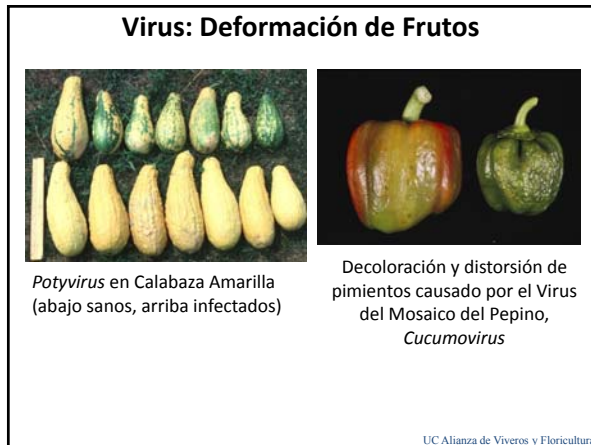 Virus: Deformación de Frutos
Potyvirus en Calabaza Amarilla
(abajo sanos, arriba infectados)
Decoloración y distorsión de
pimientos causado por el Virus
del Mosaico del Pepino,
Cucumovirus
UC Alianza de Viveros y Floricultura